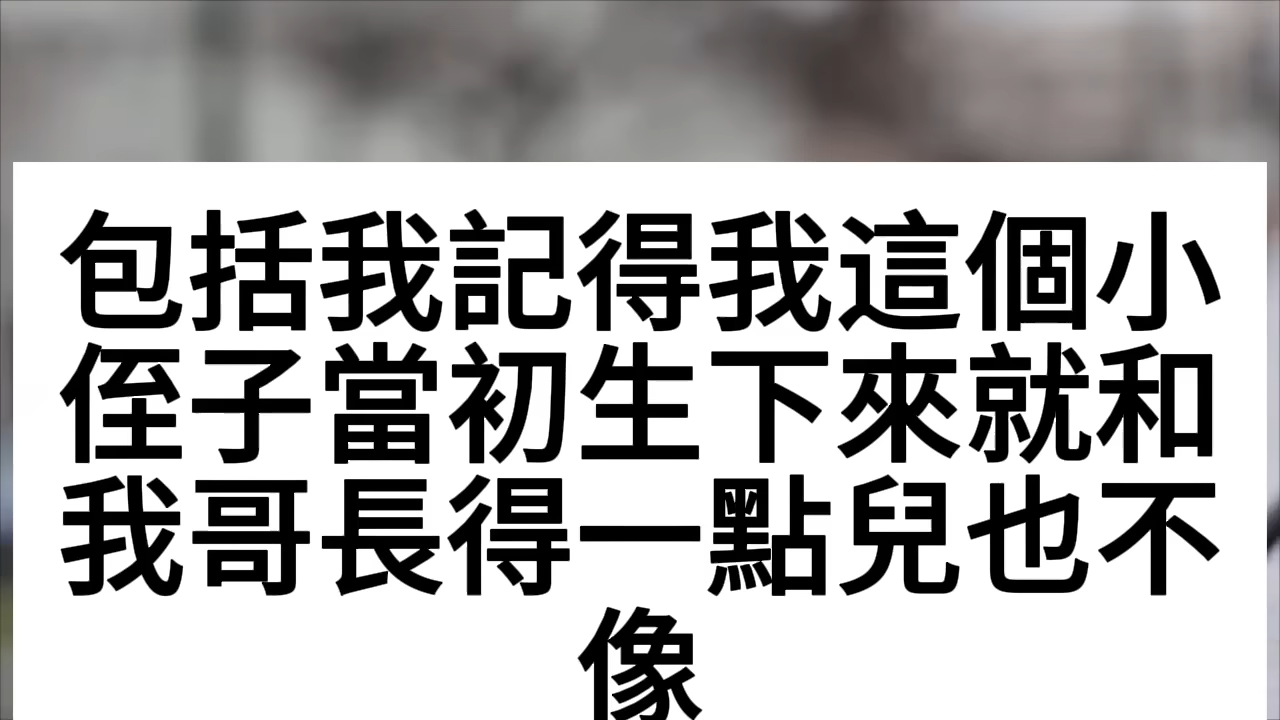 包括我記得我這個小
侄子當初生下來就和
我哥長得一點兒也不
像